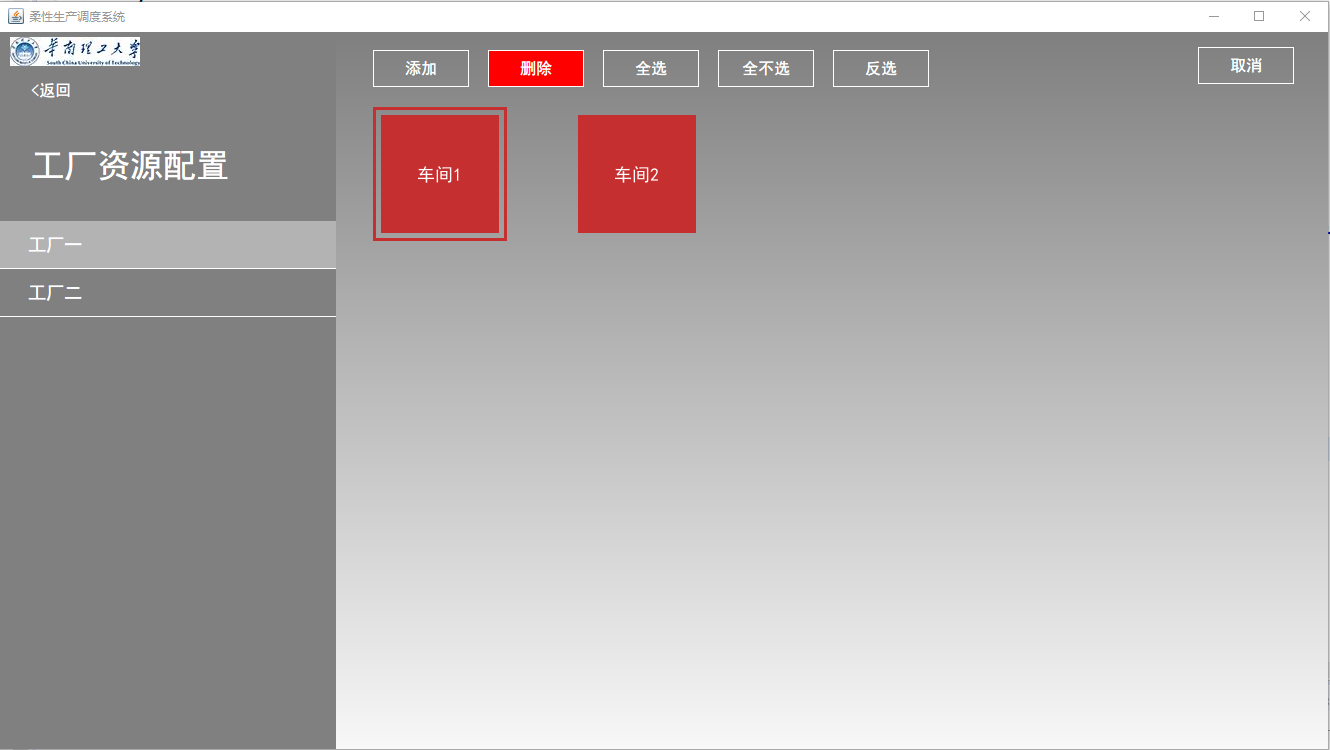 柔性生产调度系统
华南理工大学
South China University of Technology
<返回
工厂资源配置
工厂一
工厂二
添加
删除
全选
全不选
反选
取消
车间1
车间2